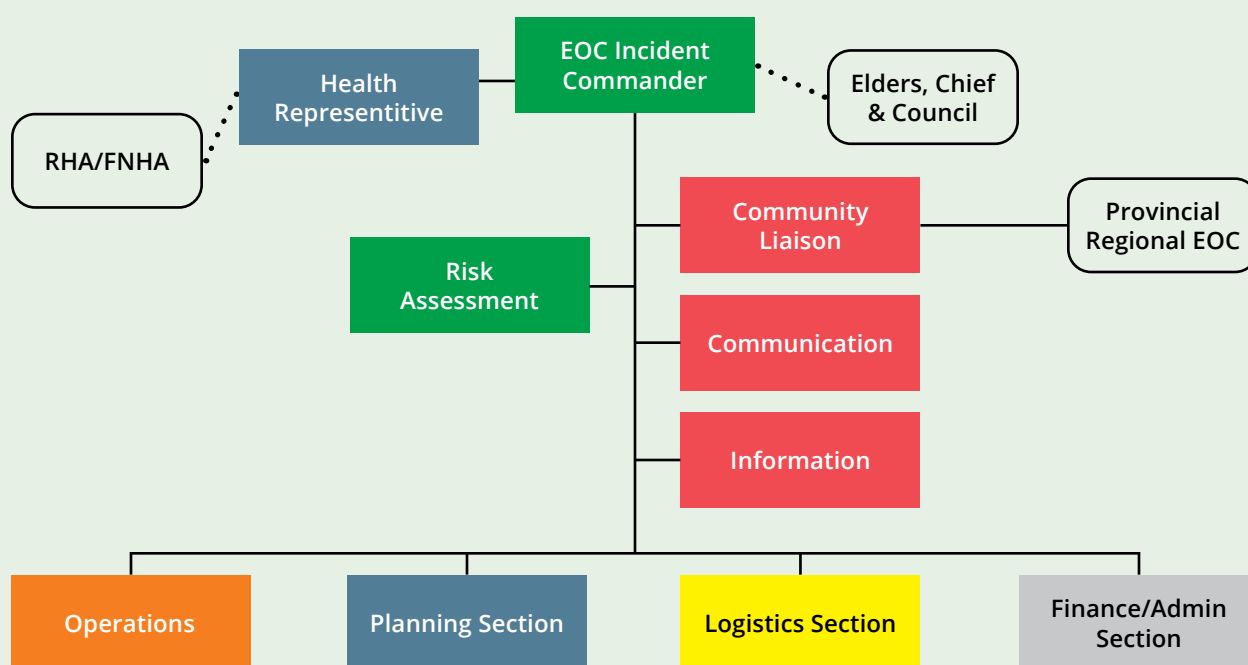 EOC Incident
Commander
Health
Representitive
Elders, Chief
& Council
RHA/FNHA
Community
Liaison
Provincial
Regional EOC
Risk
Assessment
Communication
Information
Operations
Planning Section
Logistics Section
Finance/Admin
Section